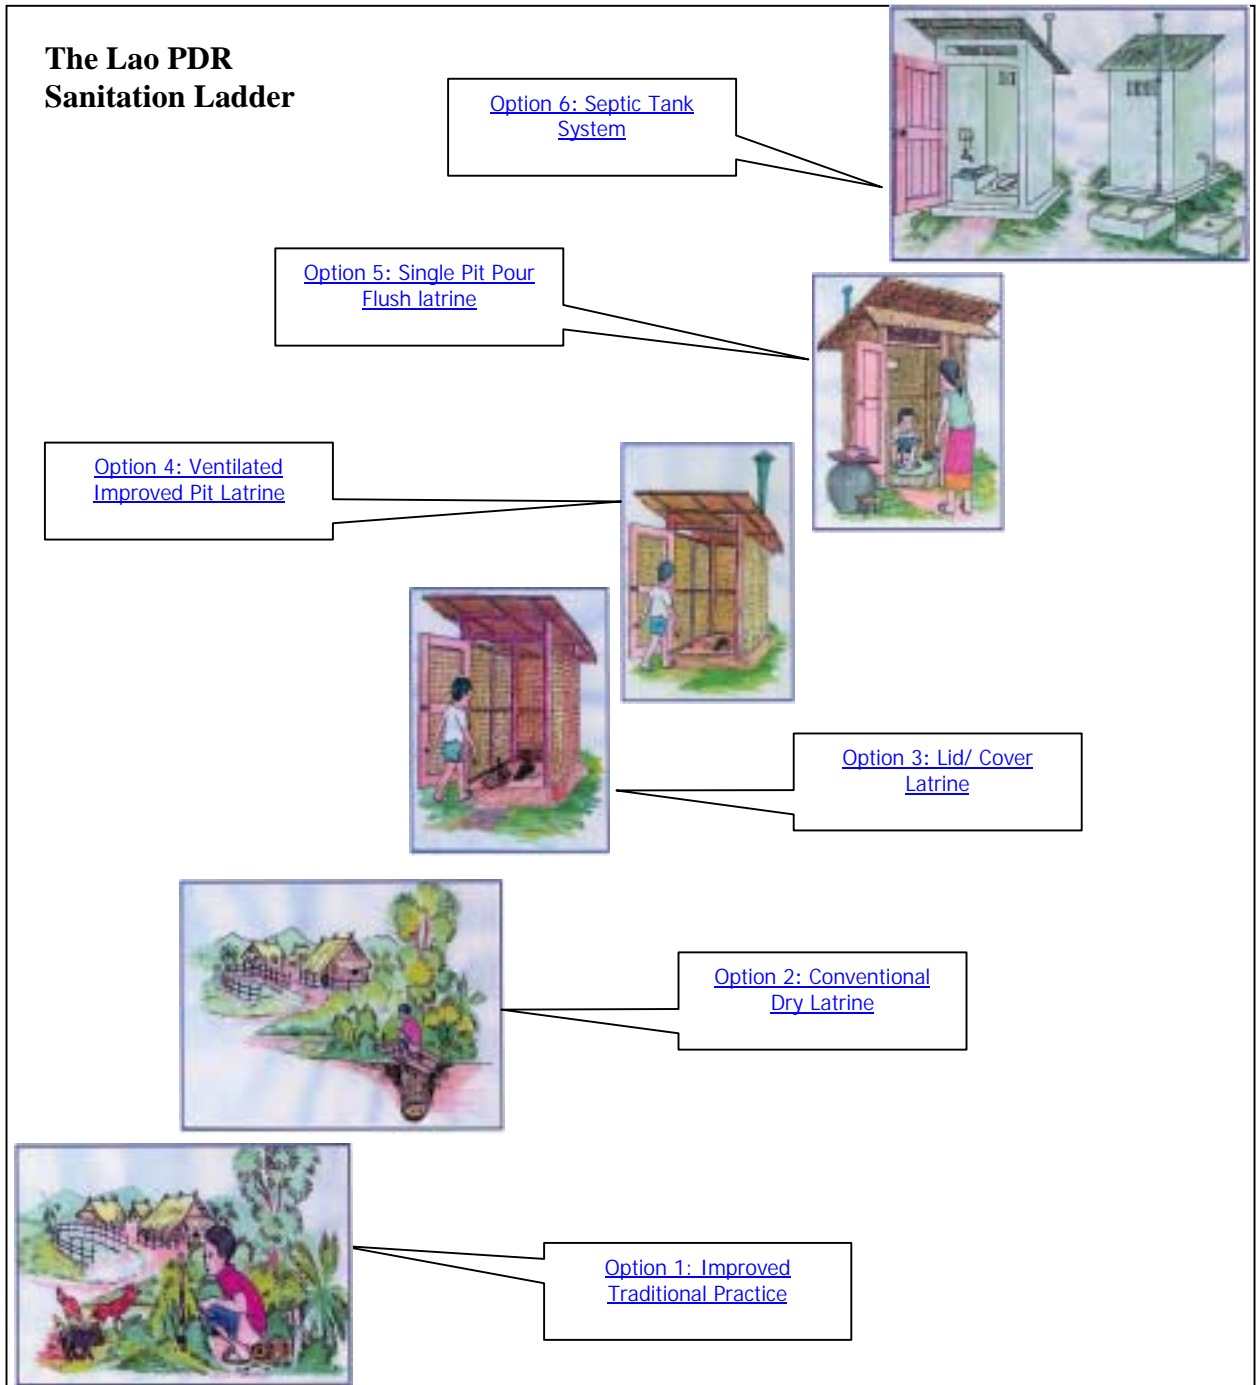 The Lao PDR
Sanitation Ladder
Option 6: Septic Tank
System
Option 5: Single Pit Pour
Flush latrine
Option 4: Ventilated
Improved Pit Latrine
Option 3: Lid/ Cover
Latrine
Option 2: Conventional
Dry Latrine
Option 1: Improved
Traditional Practice